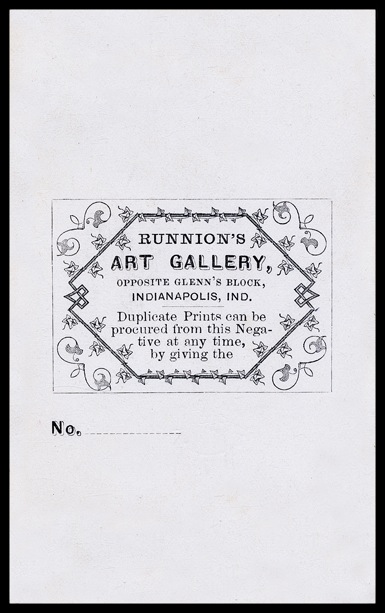 RUNNION'S
ART GALLERY,
OPPOSITE GLENN'S BLOCK,
INDIANAPOLIS, IND.
Duplicate Prints can be
procured from this Nega-
tive at any time,
by giving the
No.